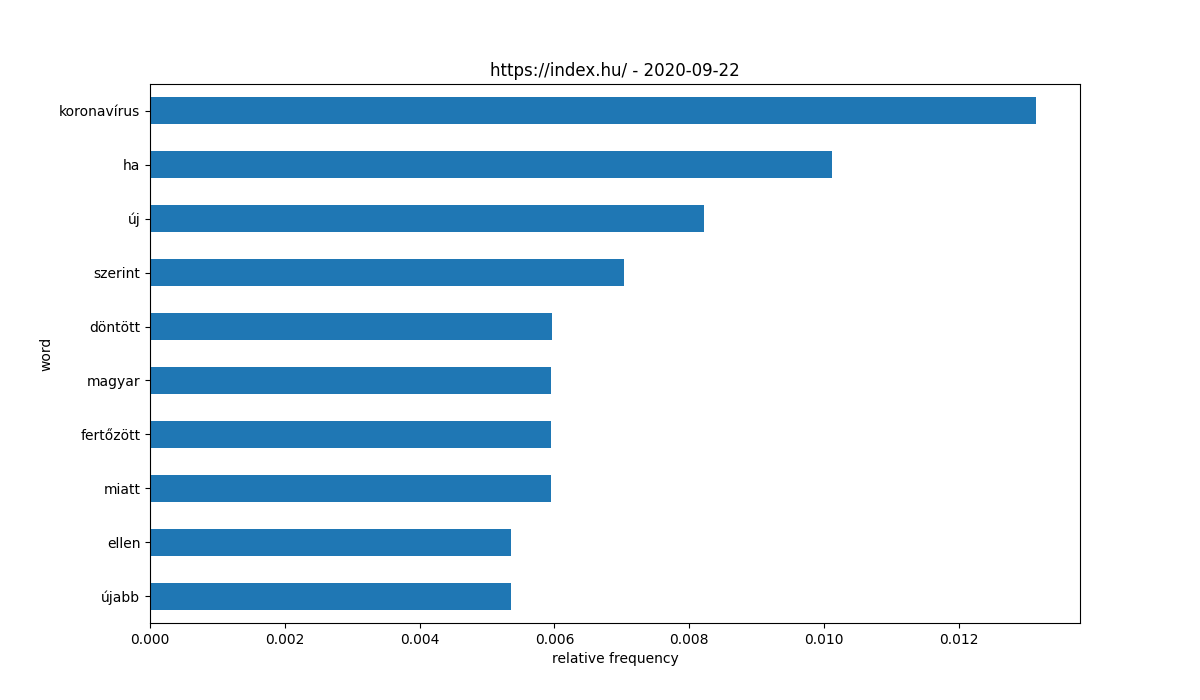 https://index.hu/ - 2020-09-22
koronavírus
ha
új
szerint
döntött
magyar
fertőzött
miatt
ellen
újabb
word
0.000 0.002 0.004 0.006 0.008 0.010 0.012
relative frequency